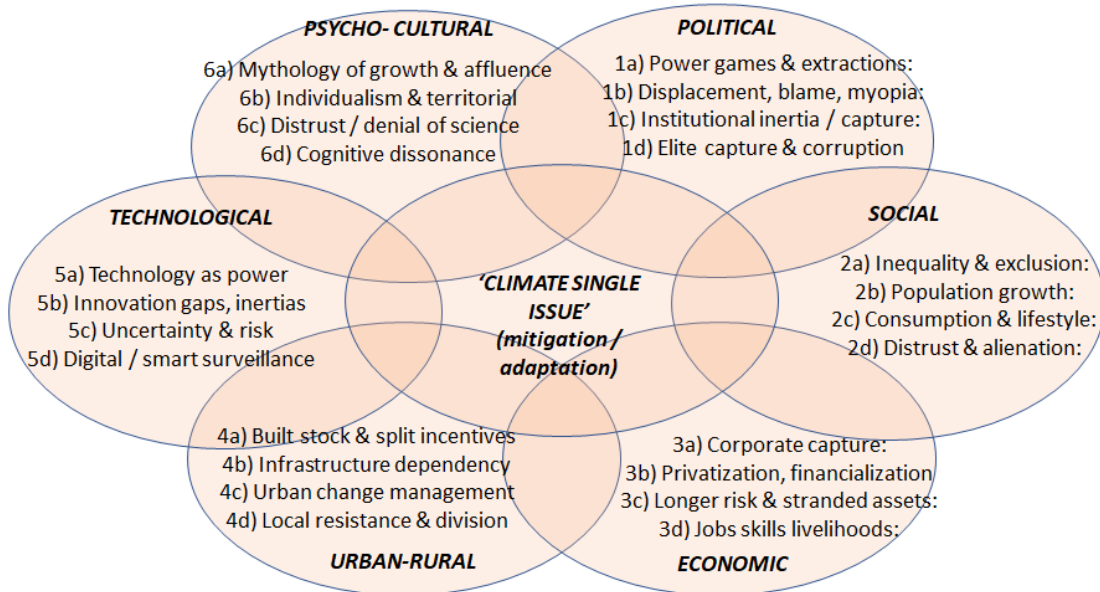 PSYCHO- CULTURAL
6a) Mythology of growth & affluence
6b) Individualism & territorial
6c) Distrust / denial of science
6d) Cognitive dissonance
POLITICAL
1a) Power games & extractions:
1b) Displacement, blame, myopia:
1c) Institutional inertia / capture:
1d) Elite capture & corruption
TECHNOLOGICAL
5a) Technology as power
5b) Innovation gaps, inertias
5c) Uncertainty & risk
5d) Digital / smart surveillance
‘CLIMATE SINGLE
ISSUE’
(mitigation /
adaptation)
SOCIAL
2a) Inequality & exclusion:
2b) Population growth:
2c) Consumption & lifestyle:
2d) Distrust & alienation:
4a) Built stock & split incentives
4b) Infrastructure dependency
4c) Urban change management
4d) Local resistance & division
URBAN-RURAL
3a) Corporate capture:
3b) Privatization, financialization
3c) Longer risk & stranded assets:
3d) Jobs skills livelihoods:
ECONOMIC